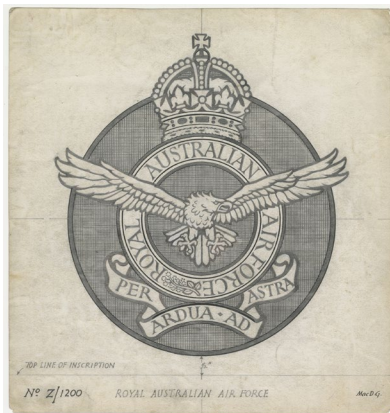 ROYAL AUSTRALIAN AIR FORCE
PER ARDUA · AD ASTRA
TOP LINE OF INSCRIPTION
Nº Z/1200 ROYAL AUSTRALIAN AIR FORCE